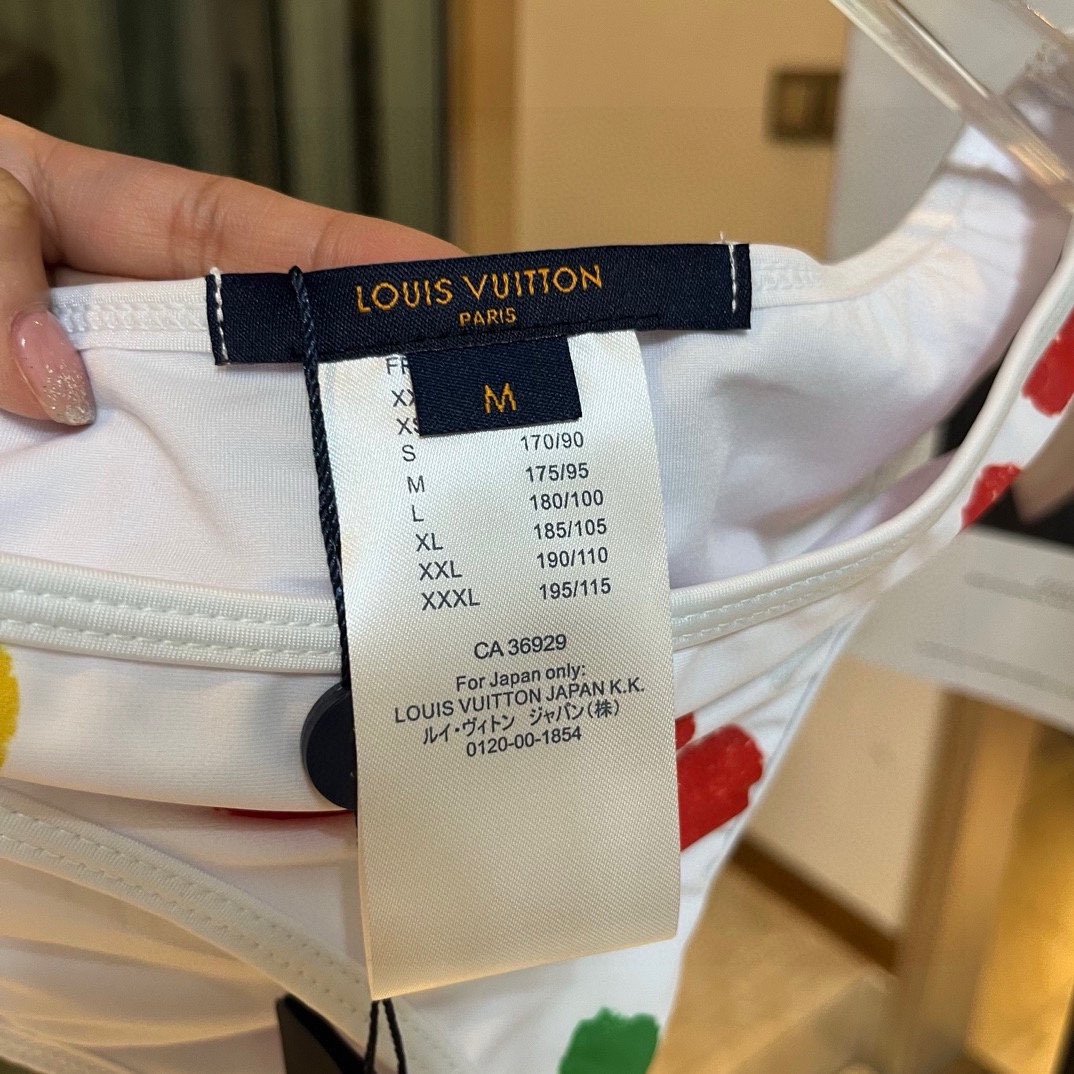 LOUIS VUITTON
PARIS
M
S 170/90
M 175/95
L 180/100
XL 185/105
XXL 190/110
XXXL 195/115
CA 36929
For Japan only:
LOUIS VUITTON JAPAN K.K.
ルイ・ヴィトン ジャパン(株)
0120-00-1854